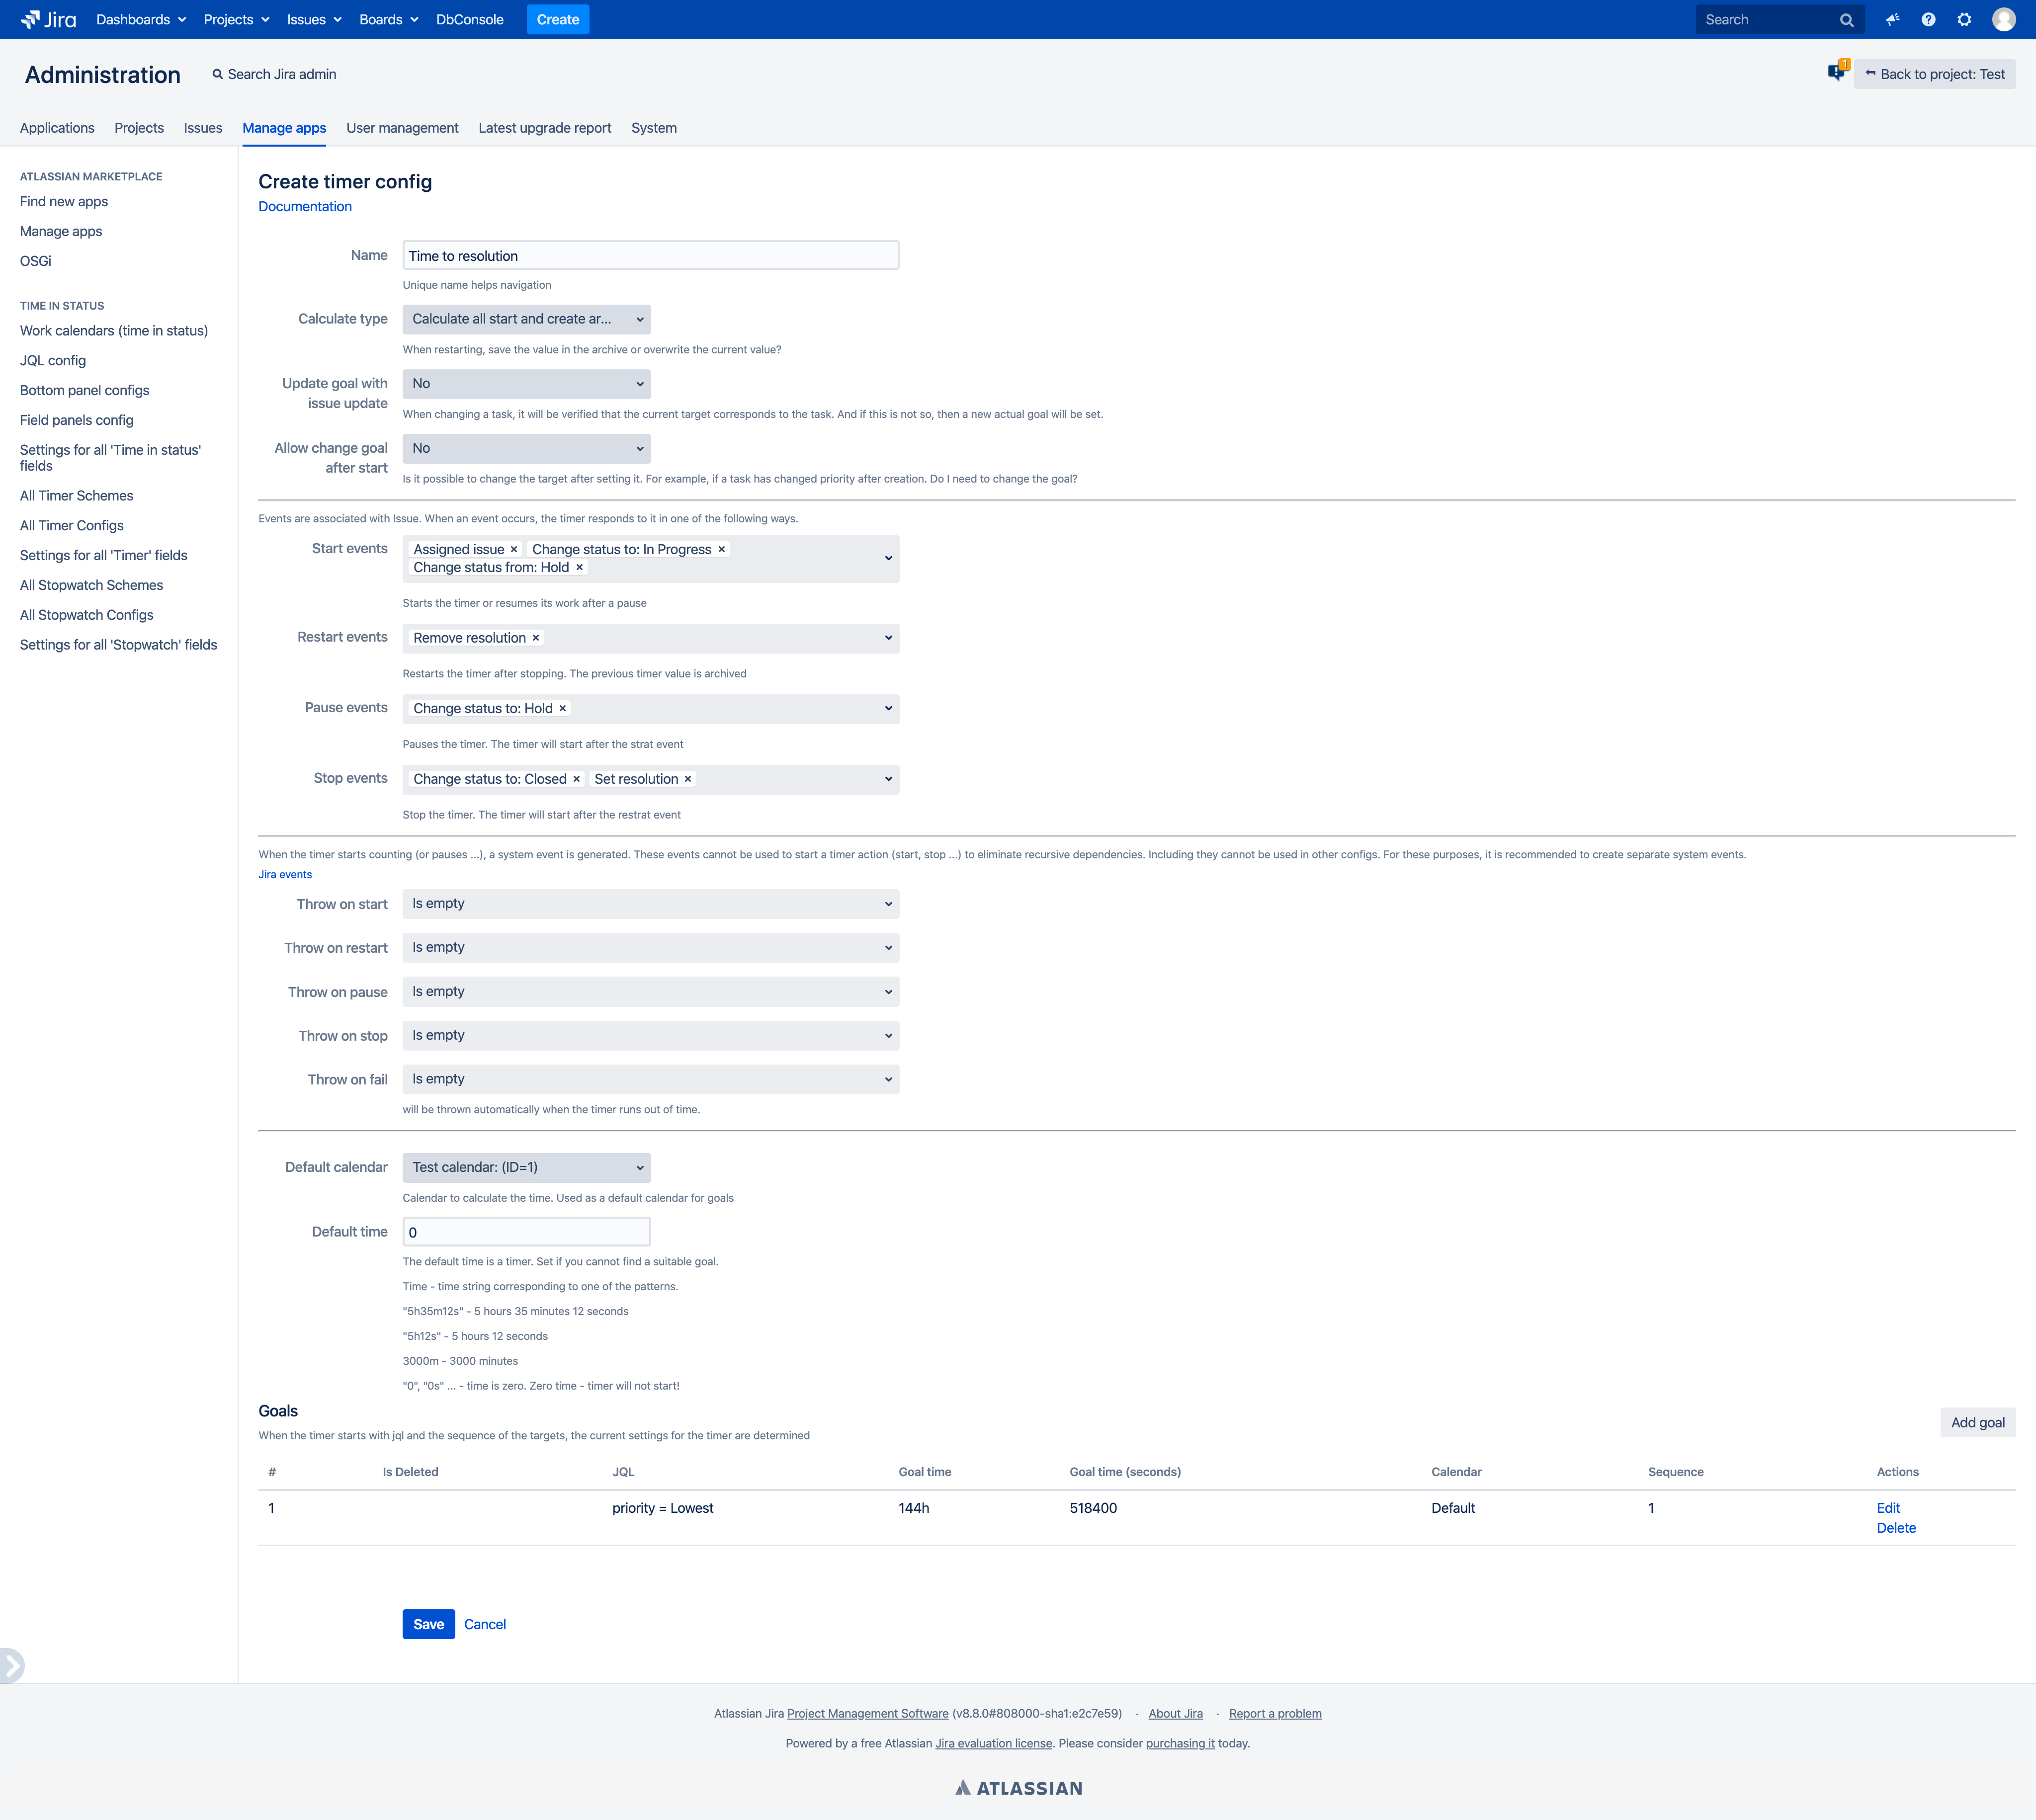 Jira Dashboards Projects Issues Boards DbConsole Create Search
Administration Search Jira admin 1 Back to project: Test
Applications Projects Issues Manage apps User management Latest upgrade report System
ATLASSIAN MARKETPLACE
Find new apps
Manage apps
OSGi
TIME IN STATUS
Work calendars (time in status)
JQL config
Bottom panel configs
Field panels config
Settings for all 'Time in status'
fields
All Timer Schemes
All Timer Configs
Settings for all 'Timer' fields
All Stopwatch Schemes
All Stopwatch Configs
Settings for all 'Stopwatch' fields
Create timer config
Documentation
Name Time to resolution
Unique name helps navigation
Calculate type Calculate all start and create ar...
When restarting, save the value in the archive or overwrite the current value?
Update goal with
issue update
No
When changing a task, it will be verified that the current target corresponds to the task. And if this is not so, then a new actual goal will be set.
Allow change goal
after start
No
Is it possible to change the target after setting it. For example, if a task has changed priority after creation. Do I need to change the goal?
Events are associated with Issue. When an event occurs, the timer responds to it in one of the following ways.
Start events Assigned issue × Change status to: In Progress ×
Change status from: Hold ×
Starts the timer or resumes its work after a pause
Restart events Remove resolution ×
Restarts the timer after stopping. The previous timer value is archived
Pause events Change status to: Hold ×
Pauses the timer. The timer will start after the strat event
Stop events Change status to: Closed × Set resolution ×
Stop the timer. The timer will start after the restrat event
When the timer starts counting (or pauses ...), a system event is generated. These events cannot be used to start a timer action (start, stop ...) to eliminate recursive dependencies. Including they cannot be used in other configs. For these purposes, it is recommended to create separate system events.
Jira events
Throw on start Is empty
Throw on restart Is empty
Throw on pause Is empty
Throw on stop Is empty
Throw on fail Is empty
will be thrown automatically when the timer runs out of time.
Default calendar Test calendar: (ID=1)
Calendar to calculate the time. Used as a default calendar for goals
Default time 0
The default time is a timer. Set if you cannot find a suitable goal.
Time - time string corresponding to one of the patterns.
"5h35m12s" - 5 hours 35 minutes 12 seconds
"5h12s" - 5 hours 12 seconds
3000m - 3000 minutes
"0", "0s" ... - time is zero. Zero time - timer will not start!
Goals
Add goal
When the timer starts with jql and the sequence of the targets, the current settings for the timer are determined
# Is Deleted JQL Goal time Goal time (seconds) Calendar Sequence Actions
1 priority = Lowest 144h 518400 Default 1 Edit
Delete
Save Cancel
Atlassian Jira Project Management Software (v8.8.0#808000-sha1:e2c7e59) · About Jira · Report a problem
Powered by a free Atlassian Jira evaluation license. Please consider purchasing it today.
ATLASSIAN